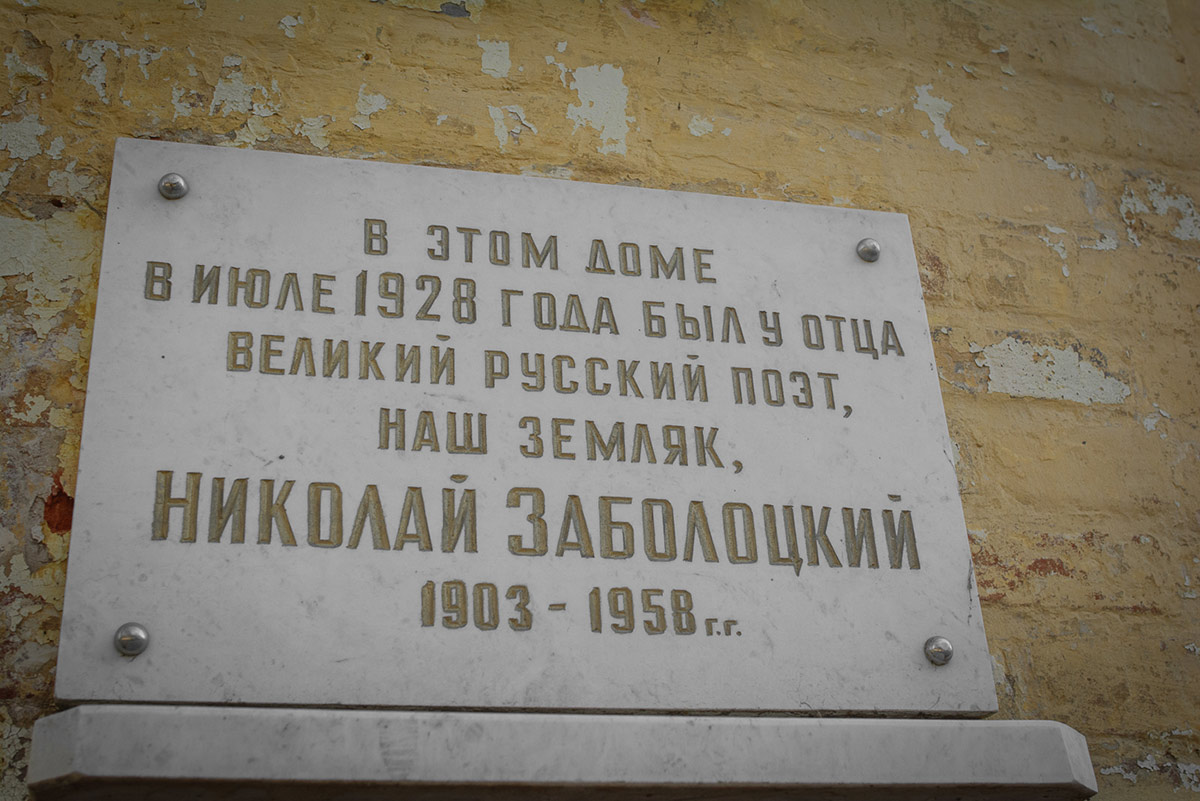 В ЭТОМ ДОМЕ
В ИЮЛЕ 1928 ГОДА БЫЛ У ОТЦА
ВЕЛИКИЙ РУССКИЙ ПОЭТ,
НАШ ЗЕМЛЯК,
НИКОЛАЙ ЗАБОЛОЦКИЙ
1903 - 1958 г.г.